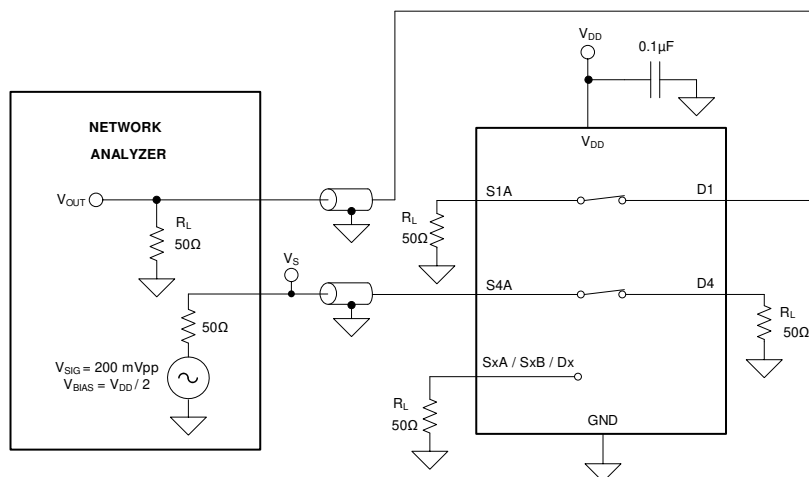 V_DD
0.1µF
NETWORK
ANALYZER
V_DD
V_OUT
R_L
50Ω
S1A
D1
R_L
50Ω
V_S
S4A
D4
50Ω
R_L
50Ω
V_SIG = 200 mVpp
V_BIAS = V_DD / 2
SxA / SxB / Dx
R_L
50Ω
GND